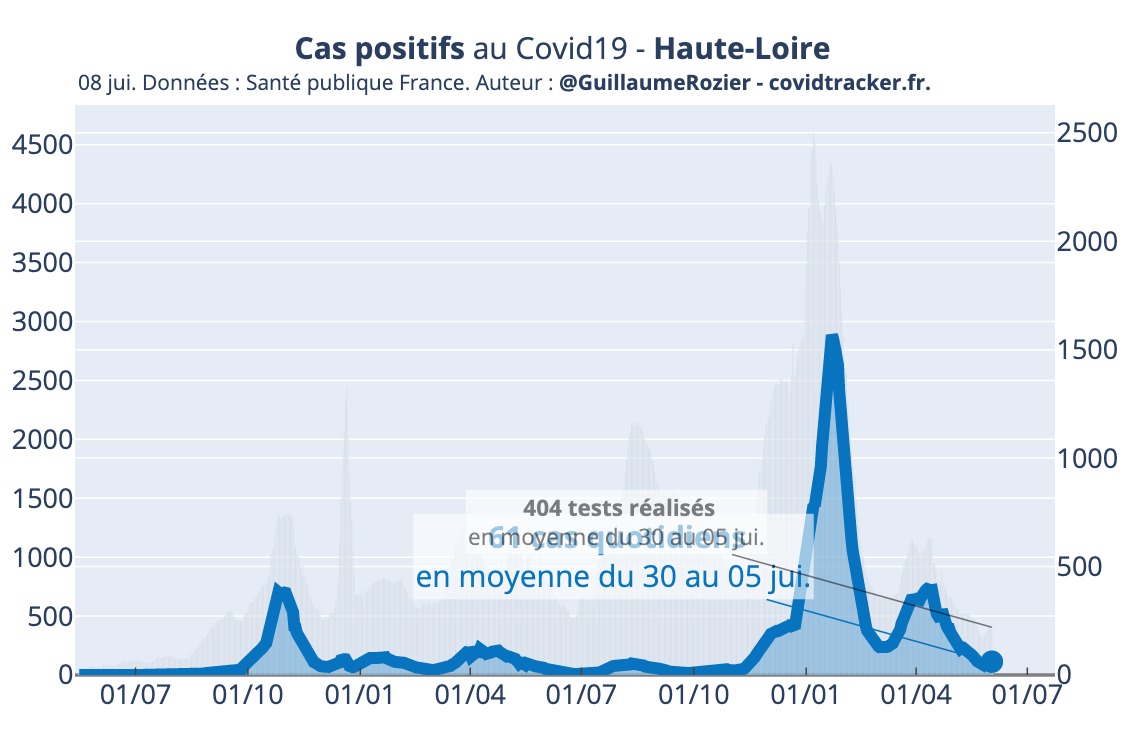 Cas positifs au Covid19 - Haute-Loire
08 jui. Données : Santé publique France. Auteur : @GuillaumeRozier - covidtracker.fr.
4500
4000
3500
3000
2500
2000
1500
1000
500
0
2500
2000
1500
1000
500
0
404 tests réalisés
en moyenne du 30 au 05 jui.
61 cas quotidiens
en moyenne du 30 au 05 jui.
01/07 01/10 01/01 01/04 01/07 01/10 01/01 01/04 01/07